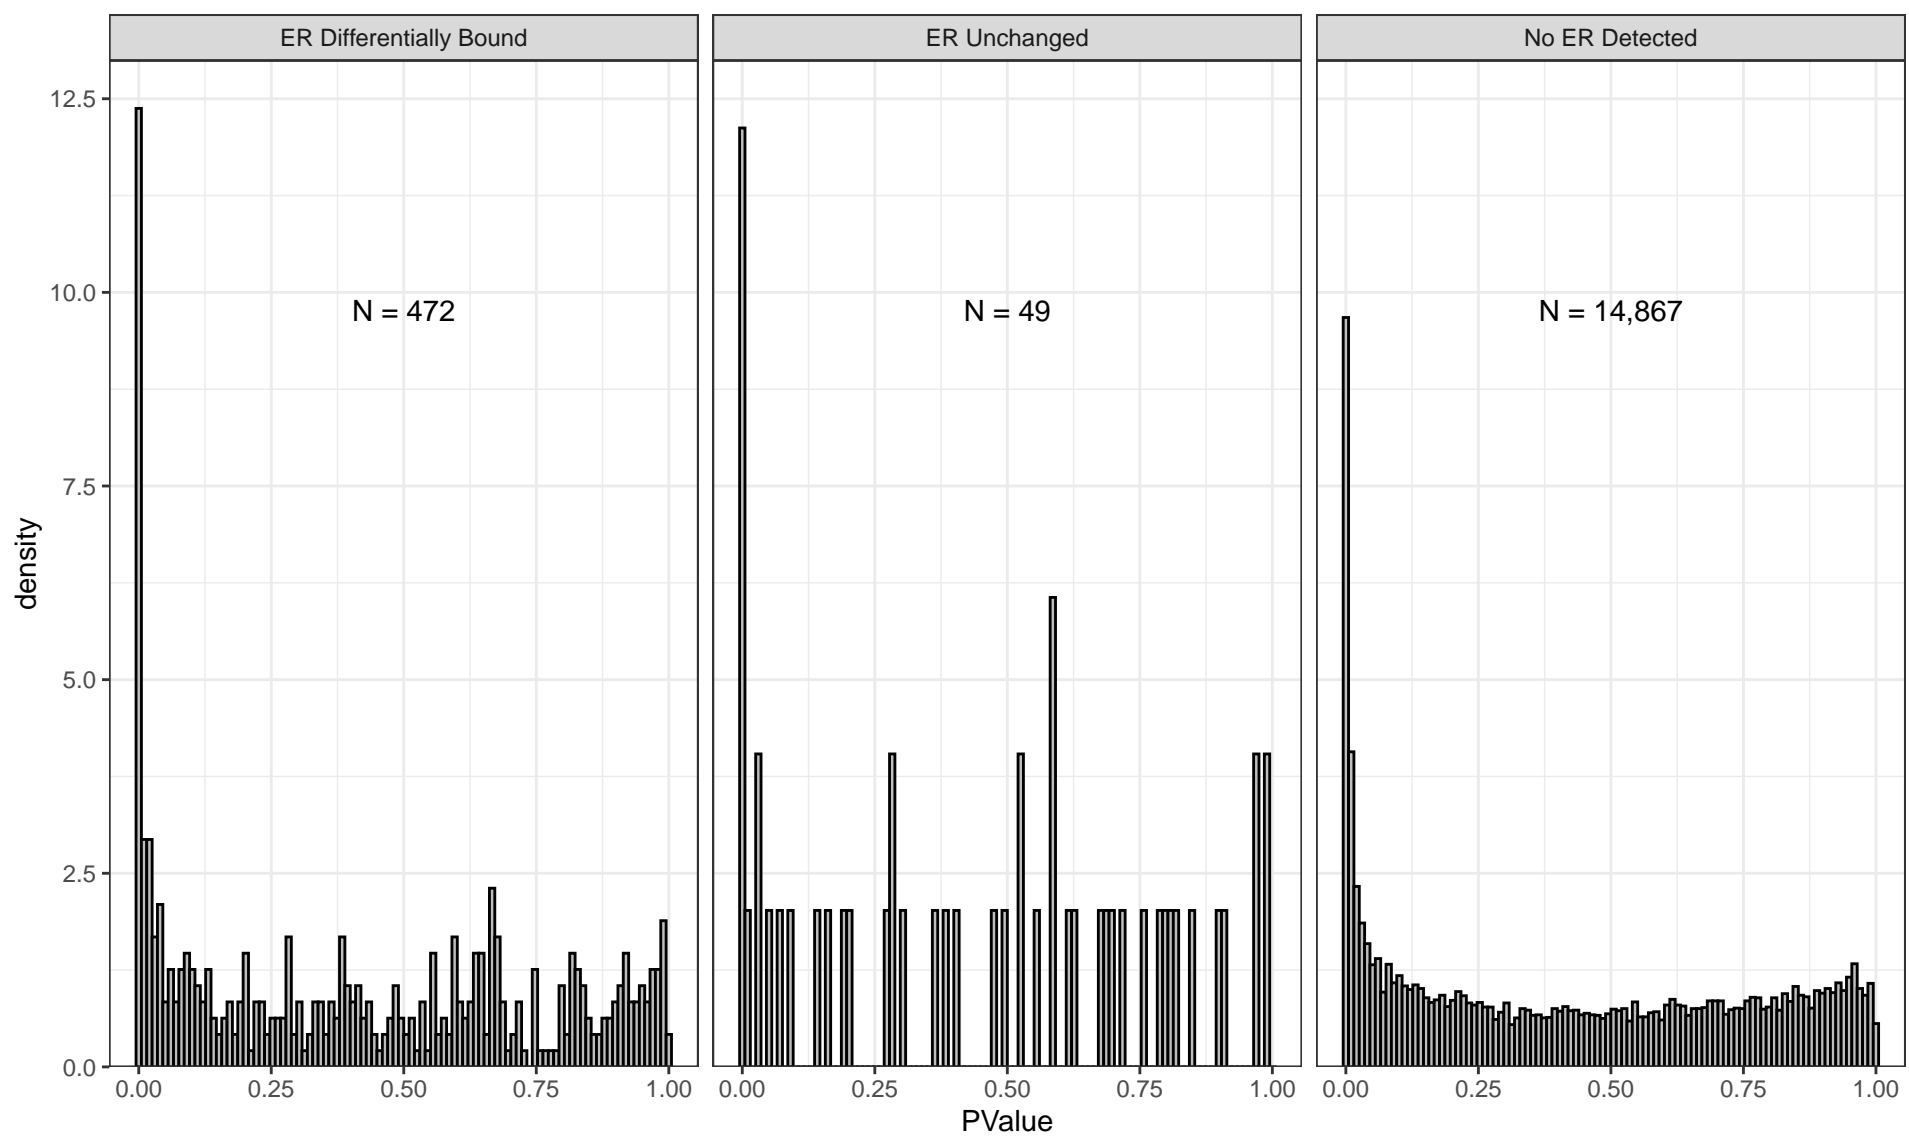 ER Differentially Bound
ER Unchanged
No ER Detected
12.5
10.0
7.5
5.0
2.5
0.0
density
N = 472
N = 49
N = 14,867
0.00 0.25 0.50 0.75 1.00
0.00 0.25 0.50 0.75 1.00
0.00 0.25 0.50 0.75 1.00
PValue